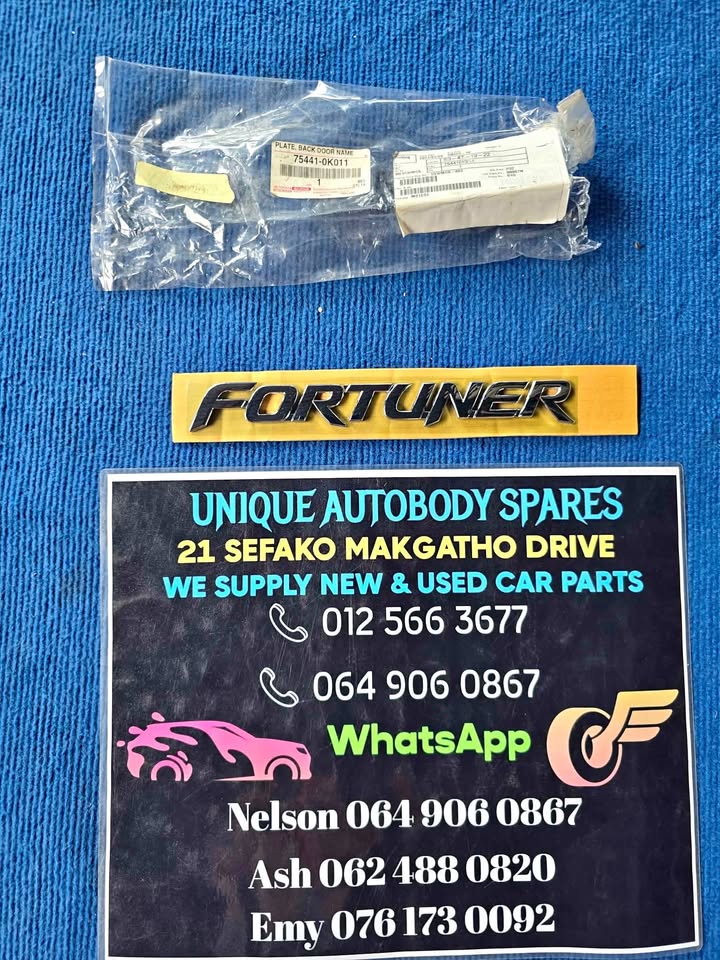 PLATE, BACK DOOR NAME
75441-0K011
1
FORTUNER
UNIQUE AUTOBODY SPARES
21 SEFAKO MAKGATHO DRIVE
WE SUPPLY NEW & USED CAR PARTS
012 566 3677
064 906 0867
WhatsApp
Nelson 064 906 0867
Ash 062 488 0820
Emy 076 173 0092